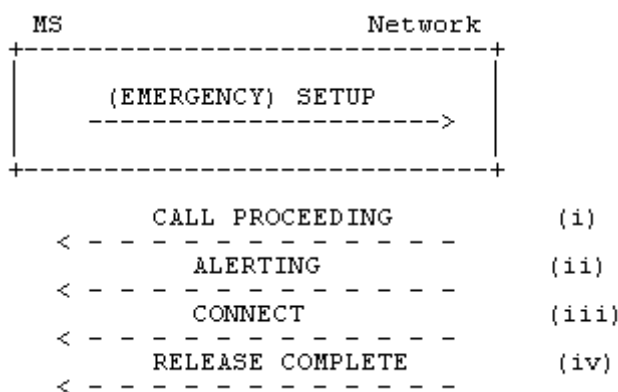 MS Network
(EMERGENCY) SETUP
CALL PROCEEDING (i)
ALERTING (ii)
CONNECT (iii)
RELEASE COMPLETE (iv)